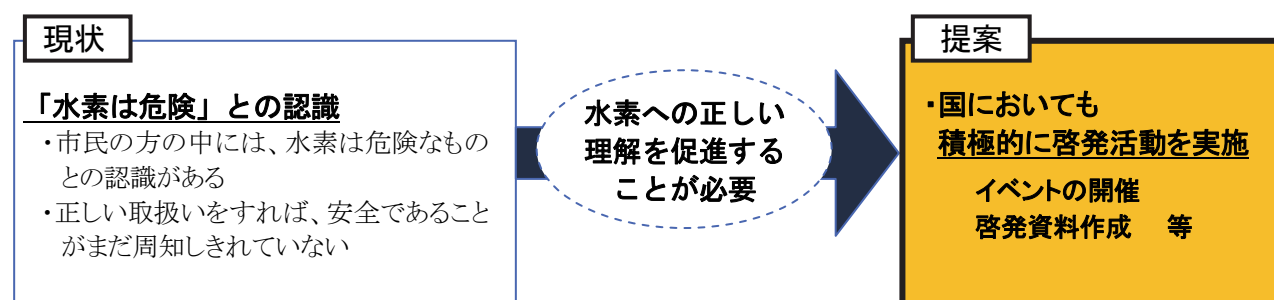 現状
「水素は危険」との認識
・市民の方の中には、水素は危険なもの
との認識がある
・正しい取扱いをすれば、安全であること
がまだ周知しきれていない
水素への正しい
理解を促進する
ことが必要
提案
・国においても
積極的に啓発活動を実施
イベントの開催
啓発資料作成　等